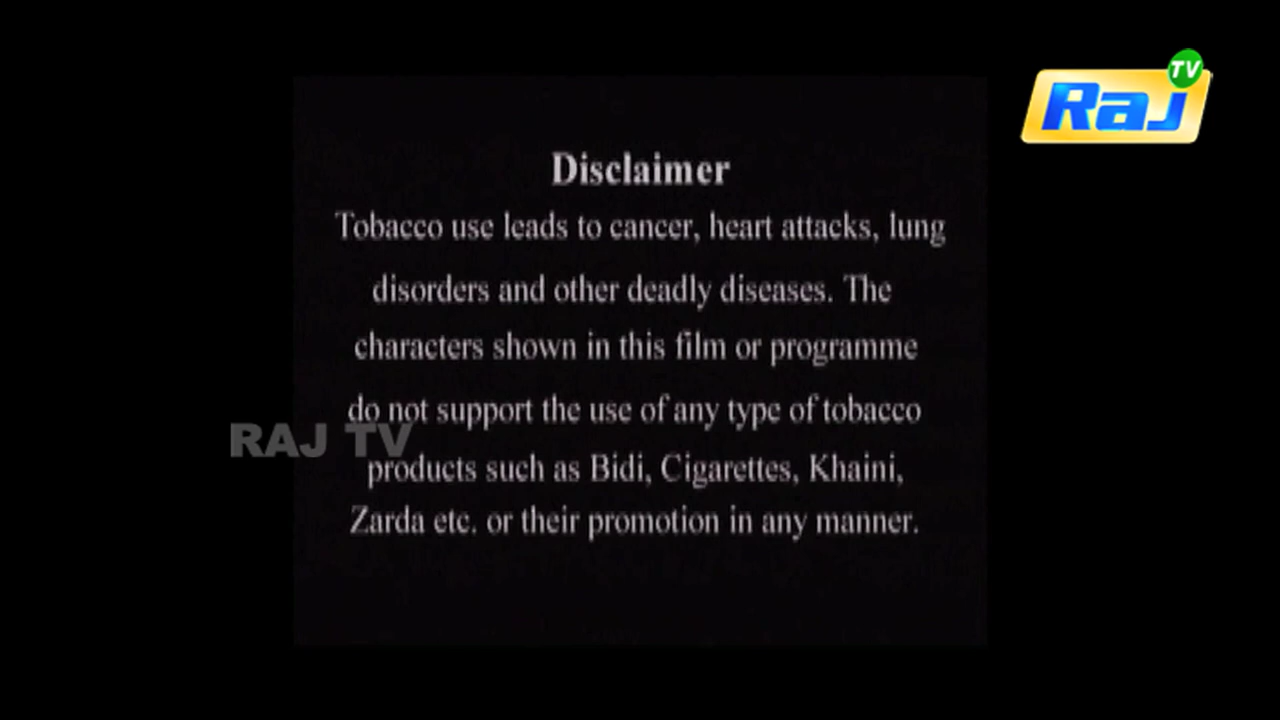 TV
Raj
Disclaimer
Tobacco use leads to cancer, heart attacks, lung
disorders and other deadly diseases. The
characters shown in this film or programme
do not support the use of any type of tobacco
RAJ TV
products such as Bidi, Cigarettes, Khaini,
Zarda etc. or their promotion in any manner.